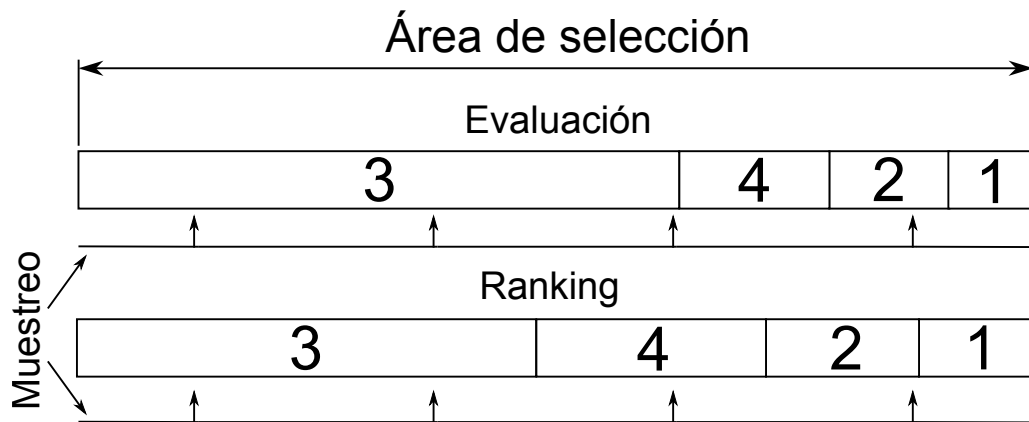 Área de selección
Evaluación
3 4 2 1
Ranking
3 4 2 1
Muestreo